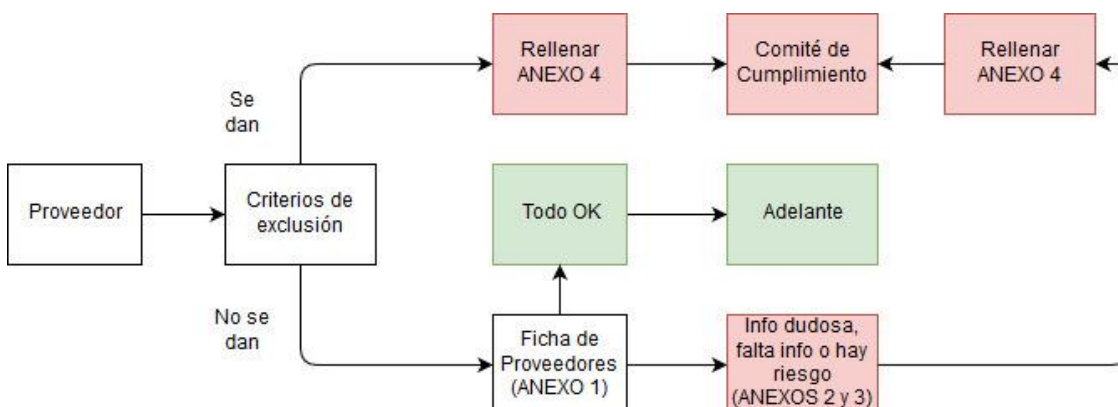 Rellenar
ANEXO 4
Comité de
Cumplimiento
Rellenar
ANEXO 4
Se
dan
Proveedor
Criterios de
exclusión
Todo OK
Adelante
No se
dan
Ficha de
Proveedores
(ANEXO 1)
Info dudosa,
falta info o hay
riesgo
(ANEXOS 2 y 3)